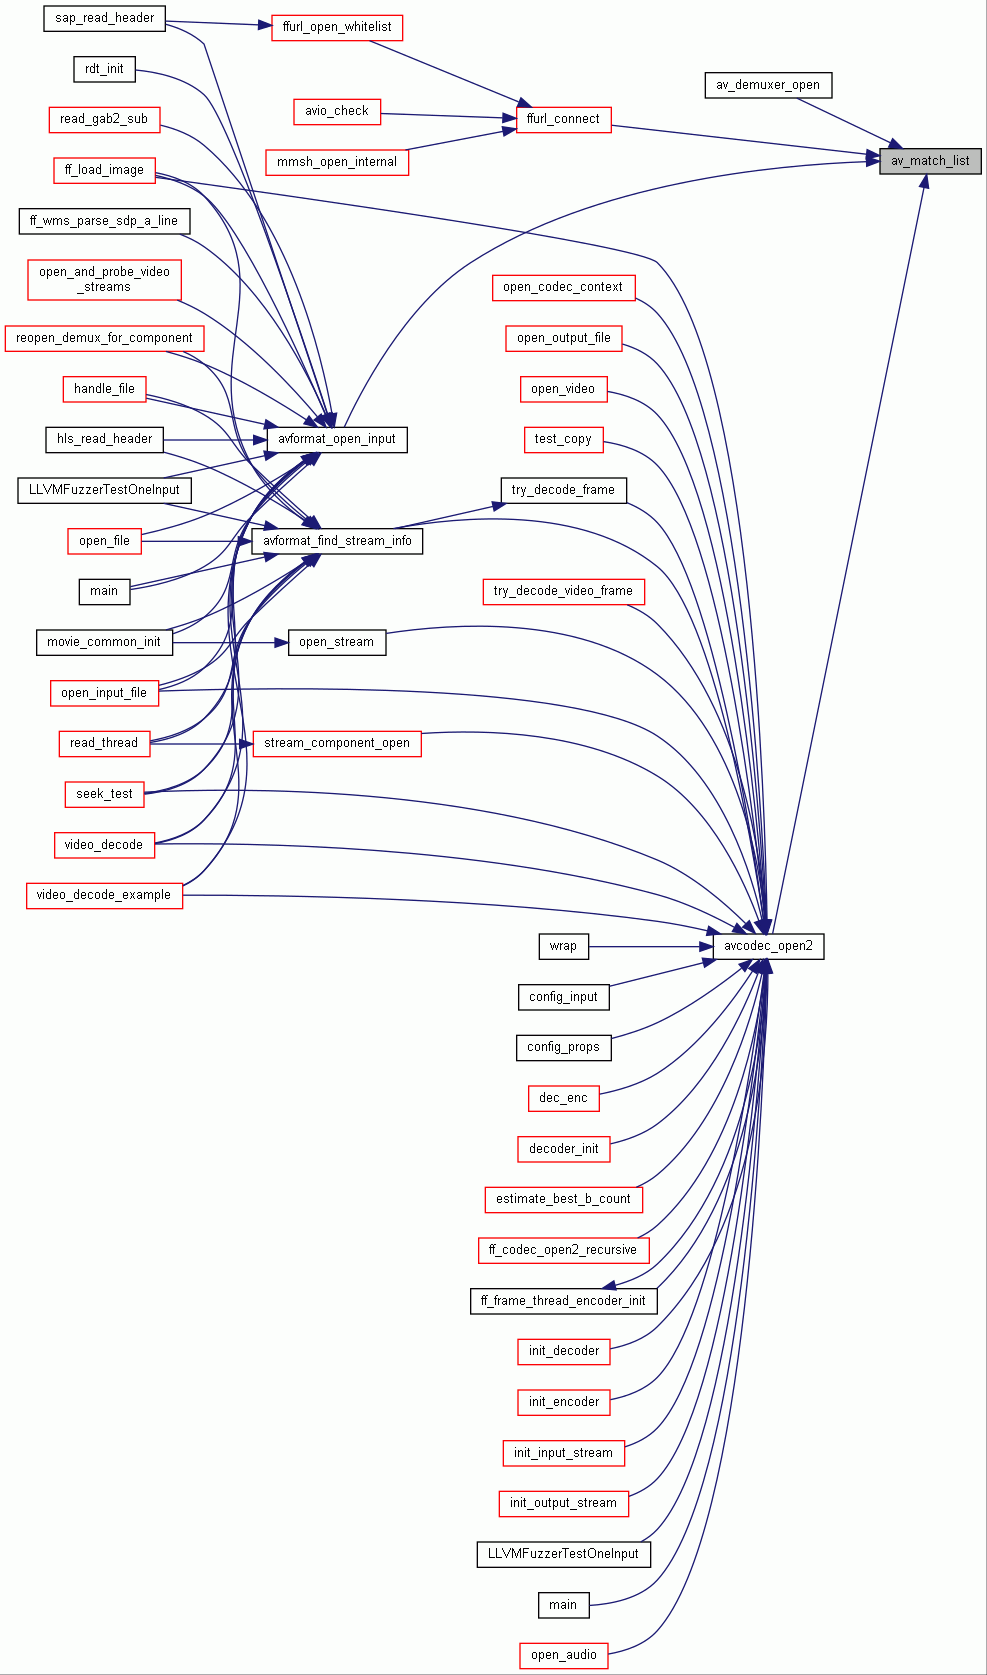 sap_read_header
ffurl_open_whitelist
rdt_init
av_demuxer_open
avio_check
read_gab2_sub
ffurl_connect
mmsh_open_internal
av_match_list
ff_load_image
ff_wms_parse_sdp_a_line
open_and_probe_video
_streams
open_codec_context
reopen_demux_for_component
open_output_file
handle_file
open_video
hls_read_header
avformat_open_input
test_copy
LLVMFuzzerTestOneInput
try_decode_frame
open_file
avformat_find_stream_info
main
try_decode_video_frame
movie_common_init
open_stream
open_input_file
read_thread
stream_component_open
seek_test
video_decode
video_decode_example
wrap
avcodec_open2
config_input
config_props
dec_enc
decoder_init
estimate_best_b_count
ff_codec_open2_recursive
ff_frame_thread_encoder_init
init_decoder
init_encoder
init_input_stream
init_output_stream
LLVMFuzzerTestOneInput
main
open_audio